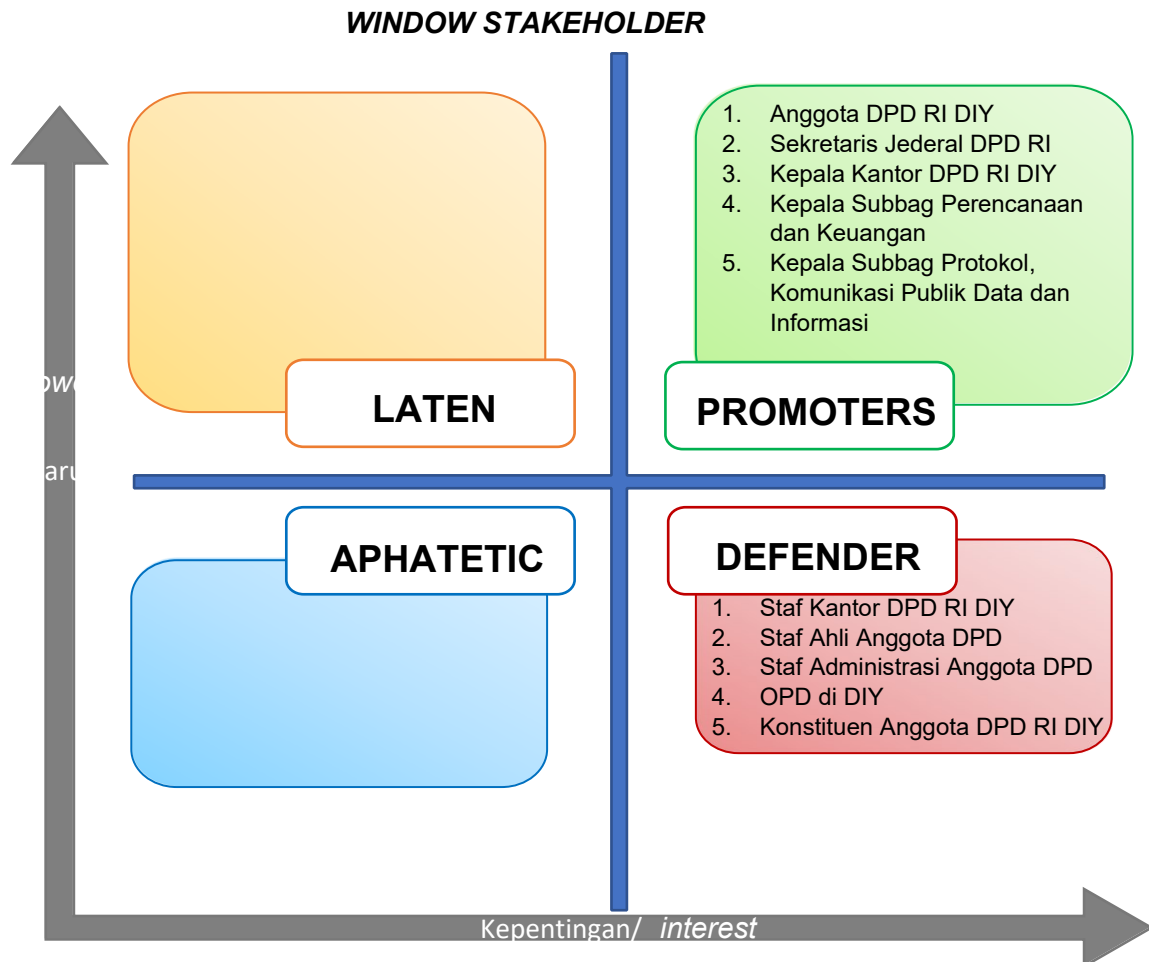 WINDOW STAKEHOLDER
1. Anggota DPD RI DIY
2. Sekretaris Jederal DPD RI
3. Kepala Kantor DPD RI DIY
4. Kepala Subbag Perencanaan
dan Keuangan
5. Kepala Subbag Protokol,
Komunikasi Publik Data dan
Informasi
LATEN
PROMOTERS
APHATETIC
DEFENDER
1. Staf Kantor DPD RI DIY
2. Staf Ahli Anggota DPD
3. Staf Administrasi Anggota DPD
4. OPD di DIY
5. Konstituen Anggota DPD RI DIY
Kepentingan/ interest